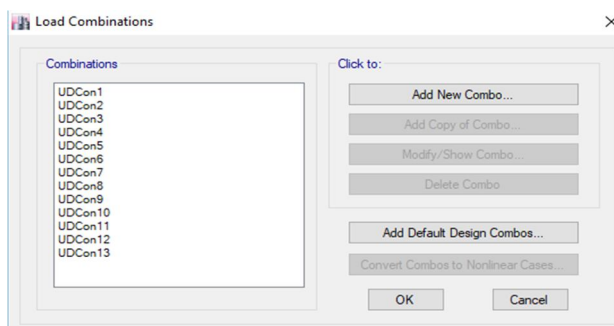 Load Combinations
Combinations
UDCon1
UDCon2
UDCon3
UDCon4
UDCon5
UDCon6
UDCon7
UDCon8
UDCon9
UDCon10
UDCon11
UDCon12
UDCon13
Click to:
Add New Combo...
Add Copy of Combo...
Modify/Show Combo...
Delete Combo
Add Default Design Combos...
Convert Combos to Nonlinear Cases...
OK
Cancel